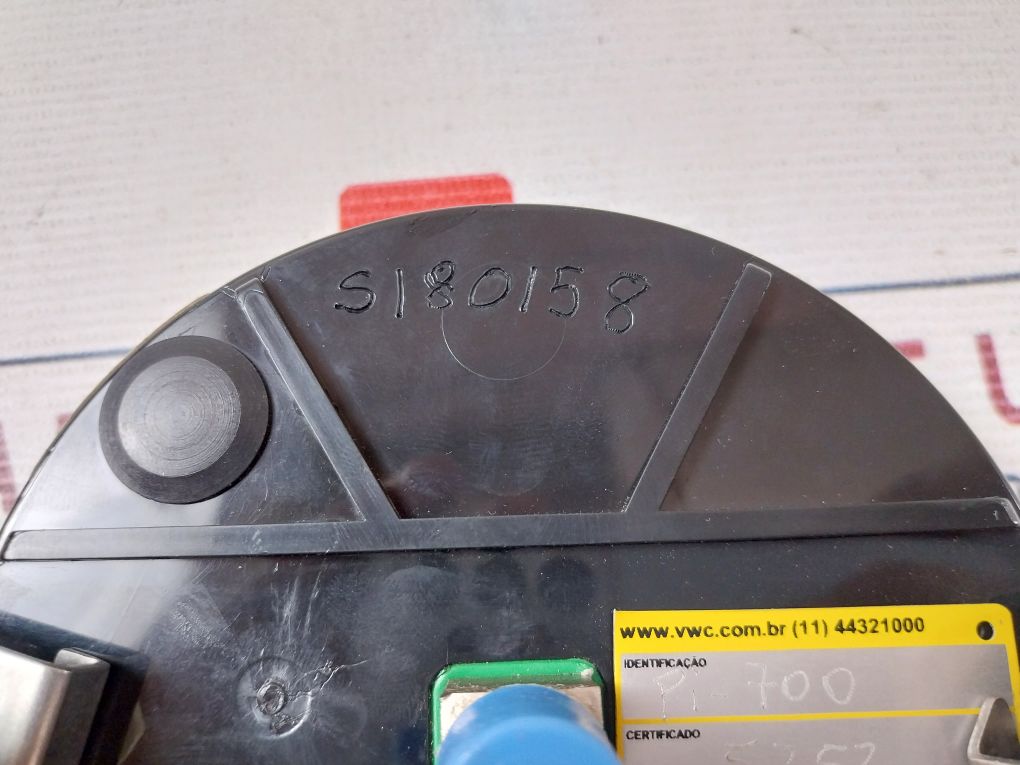 S180158
www.vwc.com.br (11) 44321000
IDENTIFICAÇÃO
PI-700
CERTIFICADO